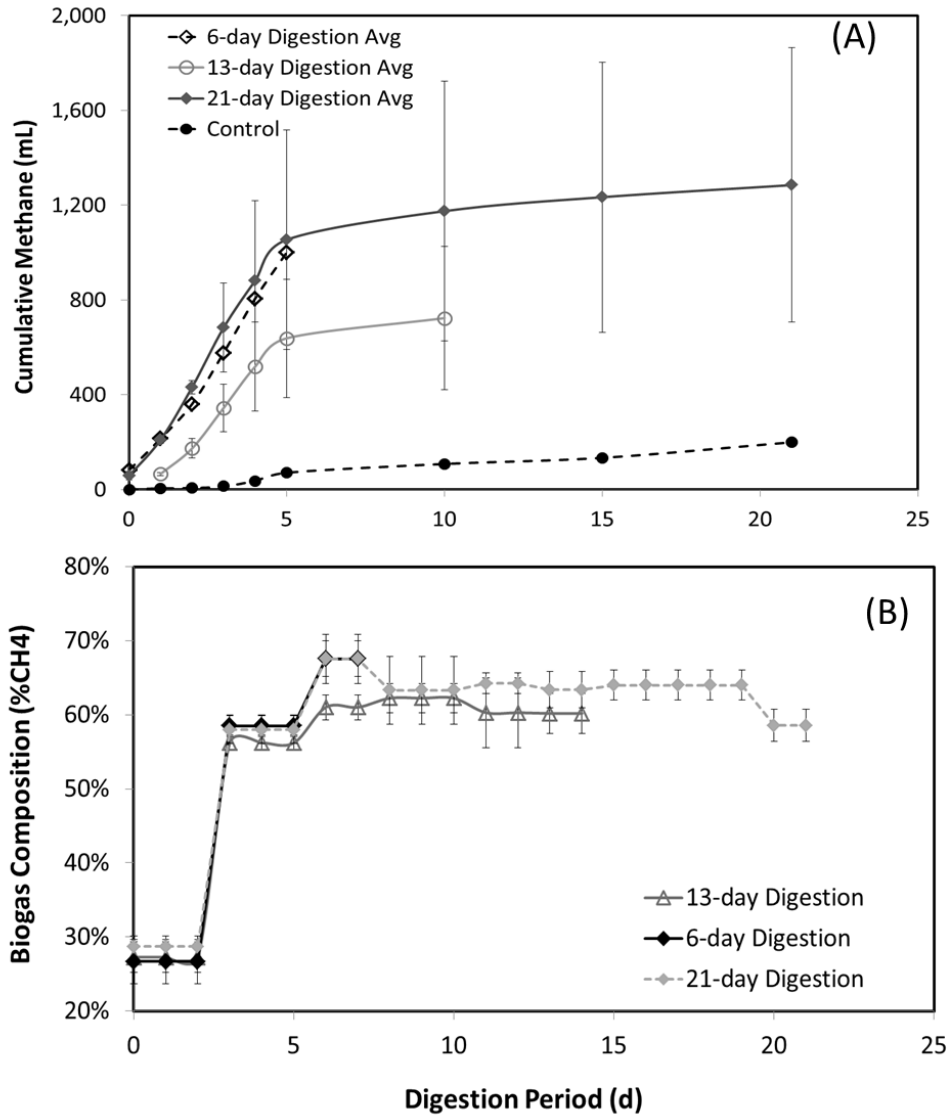 2,000
(A)
6-day Digestion Avg
13-day Digestion Avg
21-day Digestion Avg
Control
1,600
1,200
800
400
0
Cumulative Methane (mL)
0 5 10 15 20 25
80%
(B)
70%
60%
50%
40%
30%
20%
Biogas Composition (%CH4)
13-day Digestion
6-day Digestion
21-day Digestion
0 5 10 15 20 25
Digestion Period (d)